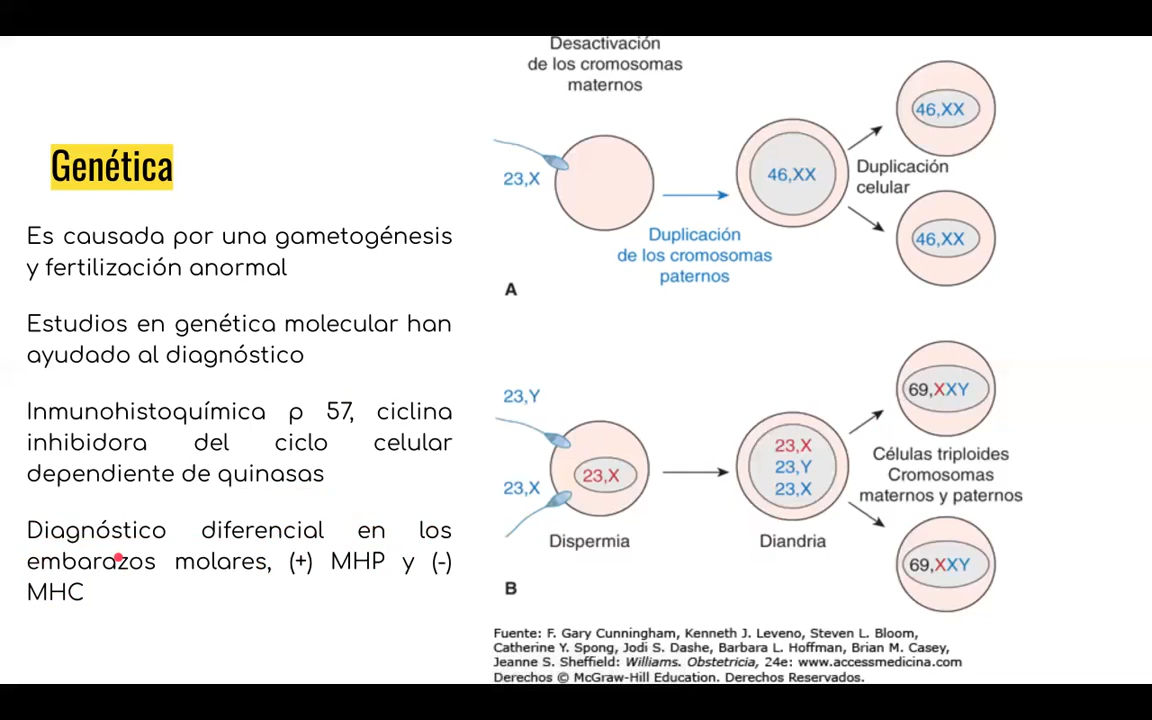 Genética
Es causada por una gametogénesis
y fertilización anormal
Estudios en genética molecular han
ayudado al diagnóstico
Inmunohistoquímica p 57, ciclina
inhibidora del ciclo celular
dependiente de quinasas
Diagnóstico diferencial en los
embarazos molares, (+) MHP y (-)
MHC
Desactivación
de los cromosomas
maternos
23,X
46,XX
Duplicación
de los cromosomas
paternos
46,XX
Duplicación
celular
46,XX
A
23,Y
23,X
23,X
Dispermia
23,X
23,Y
23,X
Diandria
69,XXY
Células triploides
Cromosomas
maternos y paternos
69,XXY
B
Fuente: F. Gary Cunningham, Kenneth J. Leveno, Steven L. Bloom,
Catherine Y. Spong, Jodi S. Dashe, Barbara L. Hoffman, Brian M. Casey,
Jeanne S. Sheffield: Williams. Obstetricia, 24e: www.accessmedicina.com
Derechos © McGraw-Hill Education. Derechos Reservados.